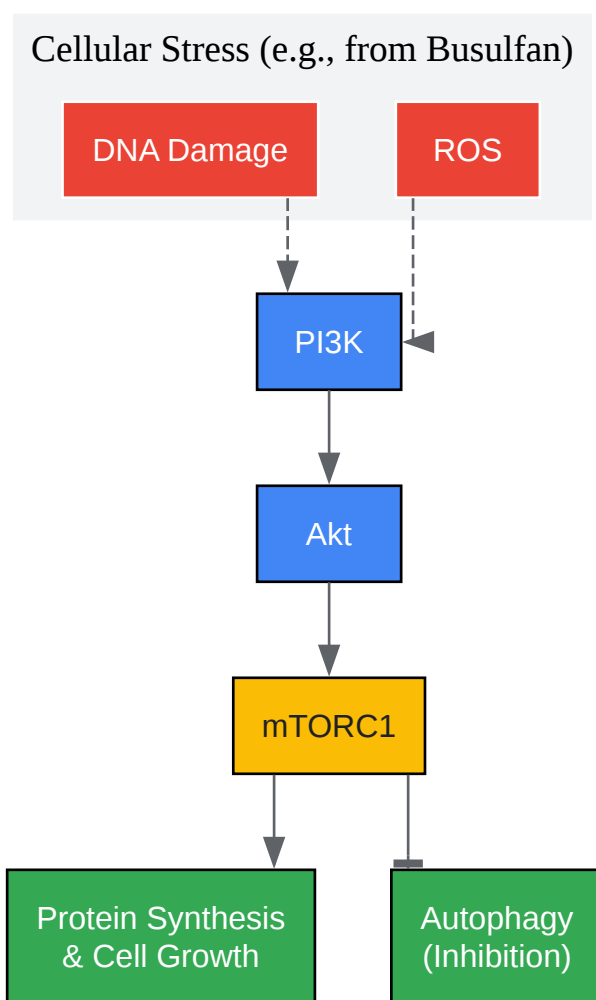 Cellular Stress (e.g., from Busulfan)
DNA Damage
ROS
PI3K
Akt
mTORC1
Protein Synthesis
& Cell Growth
Autophagy
(Inhibition)